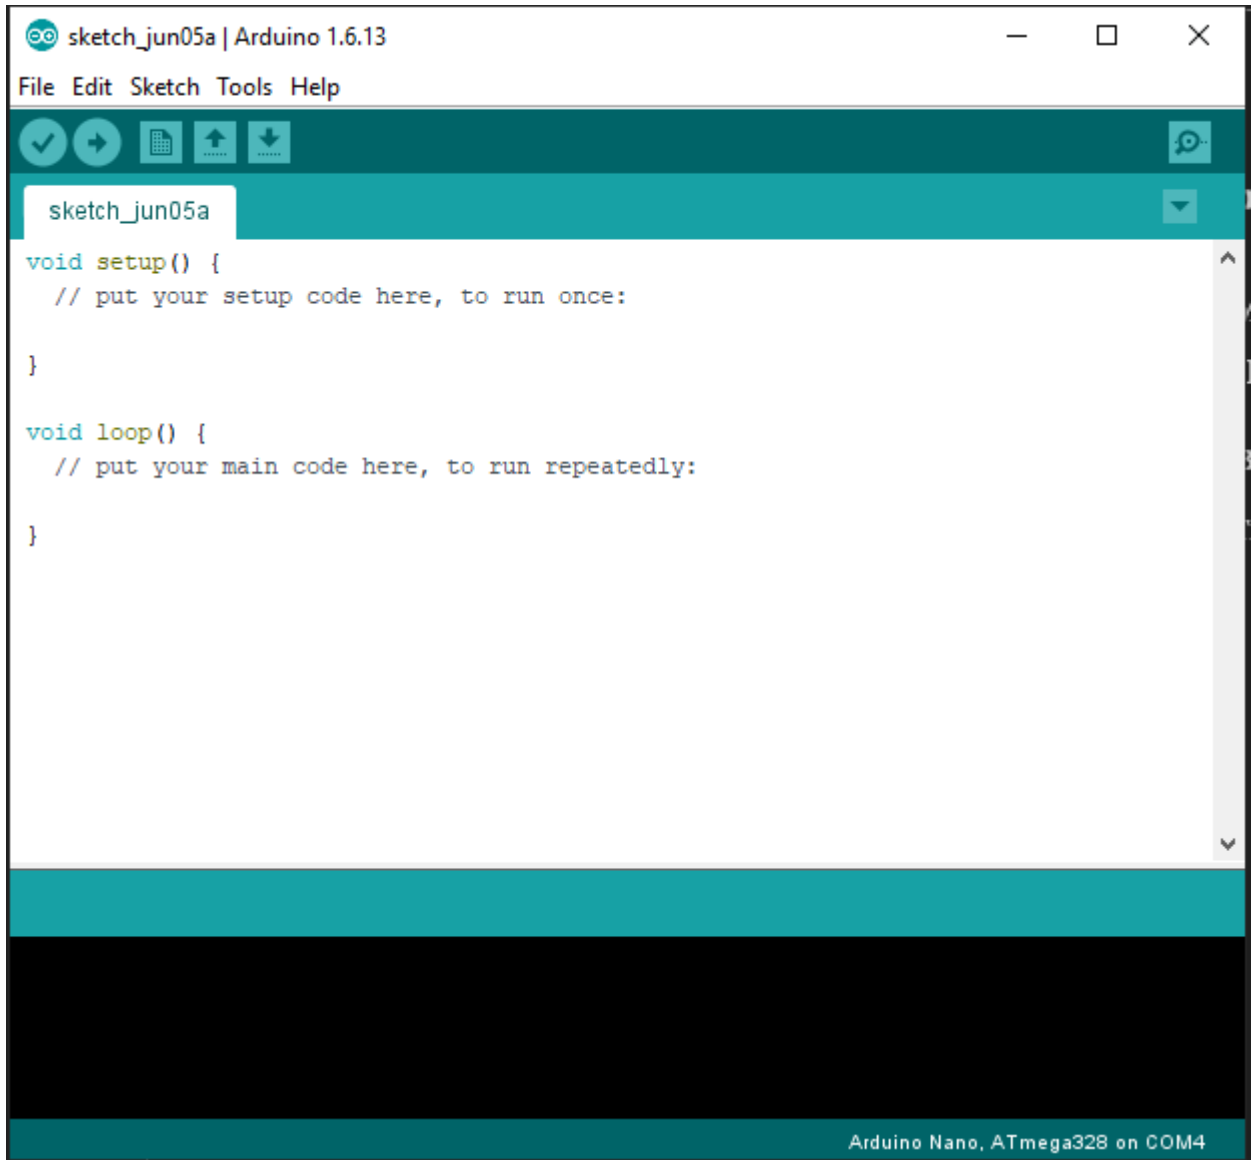 sketch_jun05a | Arduino 1.6.13
File Edit Sketch Tools Help
sketch_jun05a
void setup() {
  // put your setup code here, to run once:
}
void loop() {
  // put your main code here, to run repeatedly:
}
Arduino Nano, ATmega328 on COM4